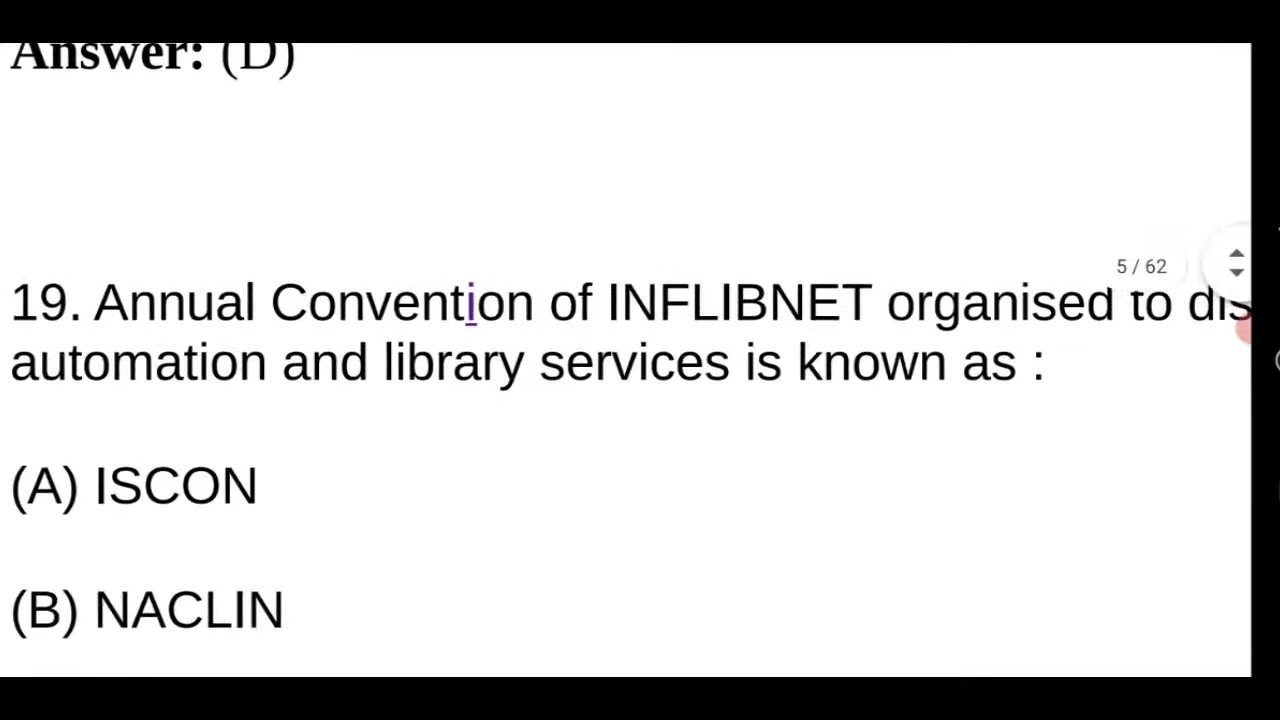 Answer: (D)
5 / 62
19. Annual Convention of INFLIBNET organised to dis
automation and library services is known as :
(A) ISCON
(B) NACLIN